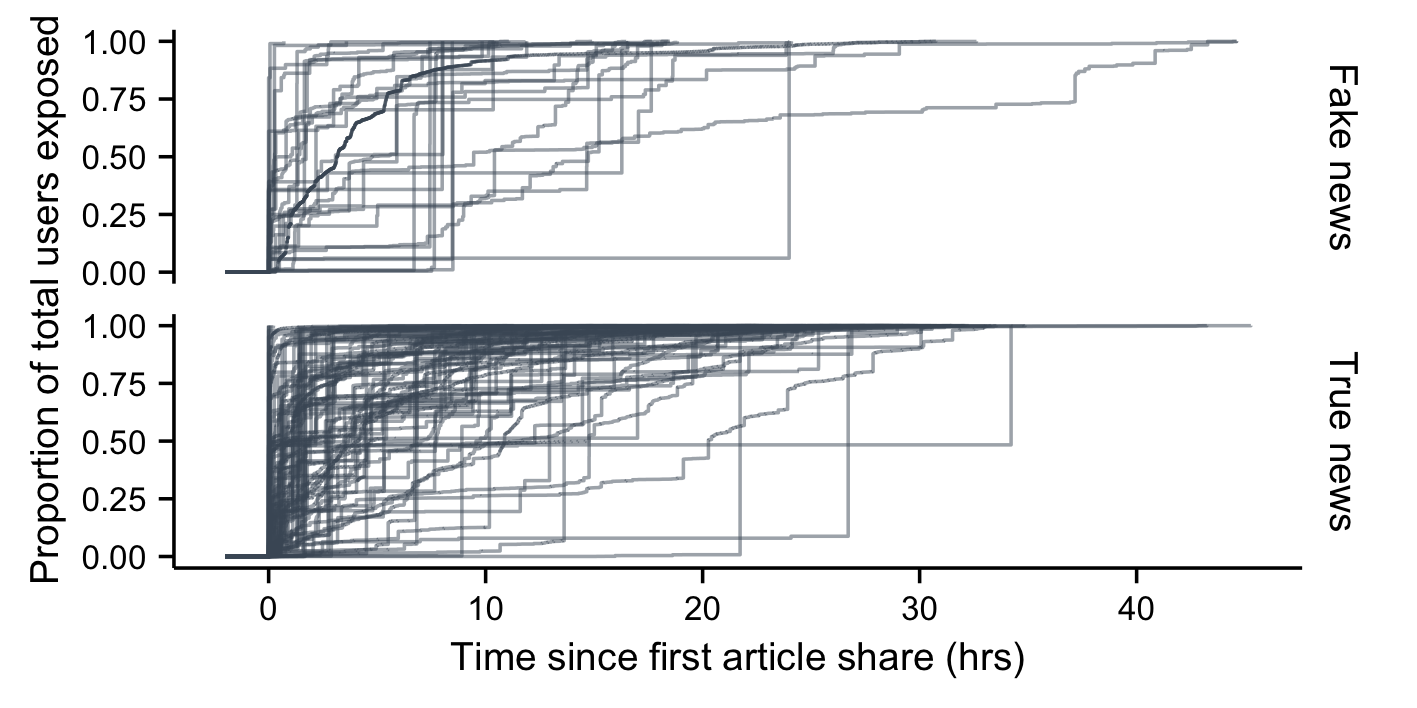 Proportion of total users exposed
1.00
0.75
0.50
0.25
0.00
Fake news
1.00
0.75
0.50
0.25
0.00
True news
0 10 20 30 40
Time since first article share (hrs)